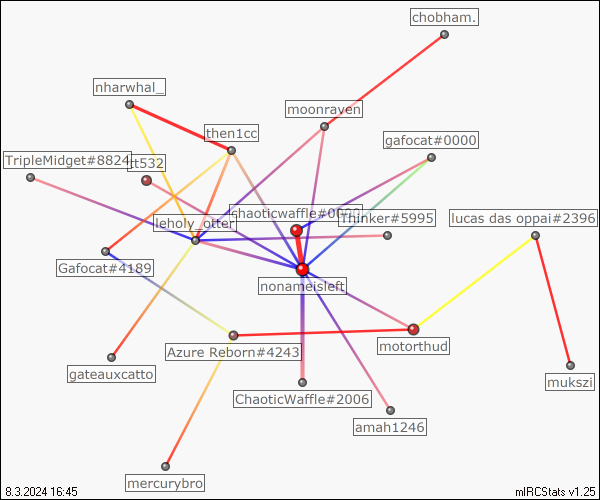 chobham.
nharwhal_
moonraven
then1cc
gafocat#0000
TripleMidget#8824
tt532
chaoticwaffle#0
Thinker#5995
lucas das oppai#2396
leholy_otter
Gafocat#4189
nonameisleft
Azure Reborn#4243
motorthud
gateauxcatto
mukszi
ChaoticWaffle#2006
amah1246
mercurybro
8.3.2024 16:45
mIRCStats v1.25